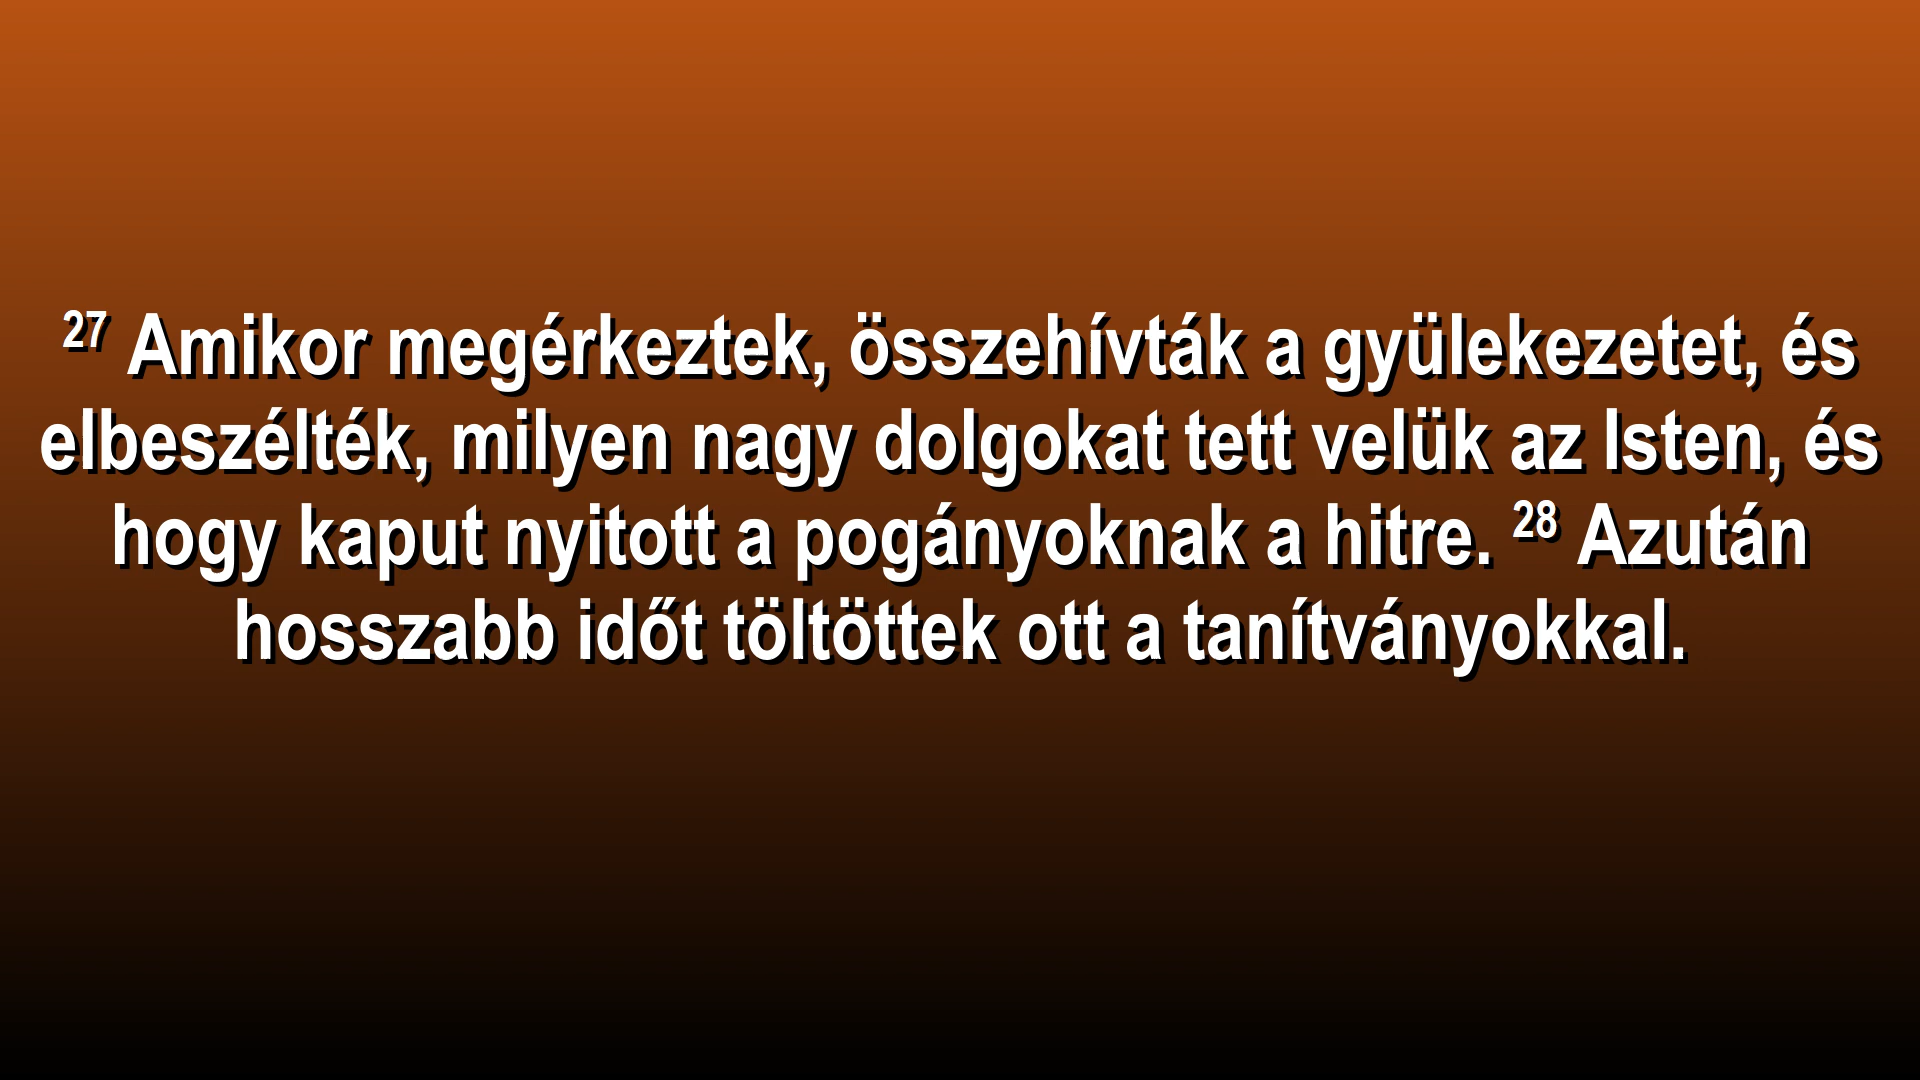 27 Amikor megérkeztek, összehívták a gyülekezetet, és
elbeszélték, milyen nagy dolgokat tett velük az Isten, és
hogy kaput nyitott a pogányoknak a hitre. 28 Azután
hosszabb időt töltöttek ott a tanítványokkal.